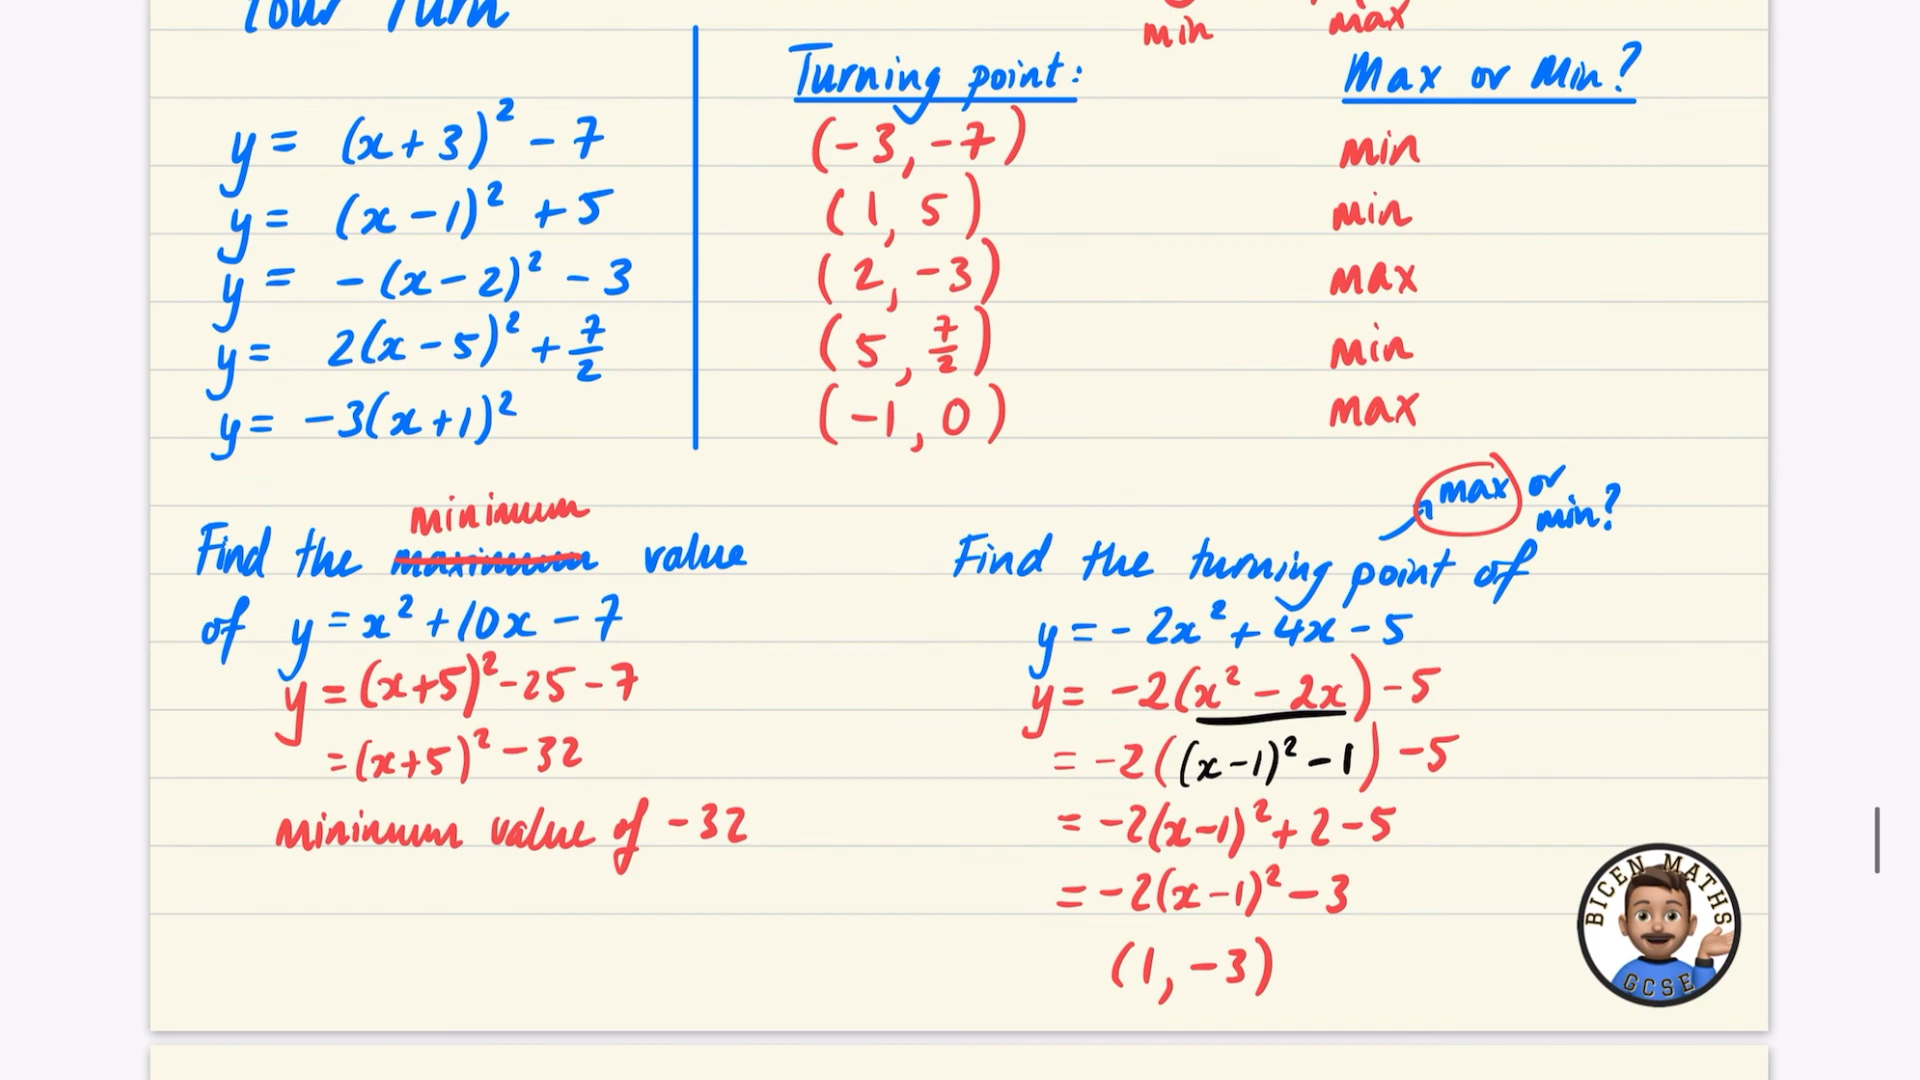 Your Turn
min max
Turning point: Max or Min?
y = (x+3)² - 7 (-3, -7) min
y = (x-1)² + 5 (1, 5) min
y = -(x-2)² - 3 (2, -3) max
y = 2(x-5)² + 7/2 (5, 7/2) min
y = -3(x+1)² (-1, 0) max
minimum
Find the maximum value
of y = x² + 10x - 7
y = (x+5)² - 25 - 7
= (x+5)² - 32
minimum value of -32
max or
min?
Find the turning point of
y = -2x² + 4x - 5
y = -2(x² - 2x) - 5
= -2((x-1)² - 1) - 5
= -2(x-1)² + 2 - 5
= -2(x-1)² - 3
(1, -3)
BICEN MATHS
GCSE